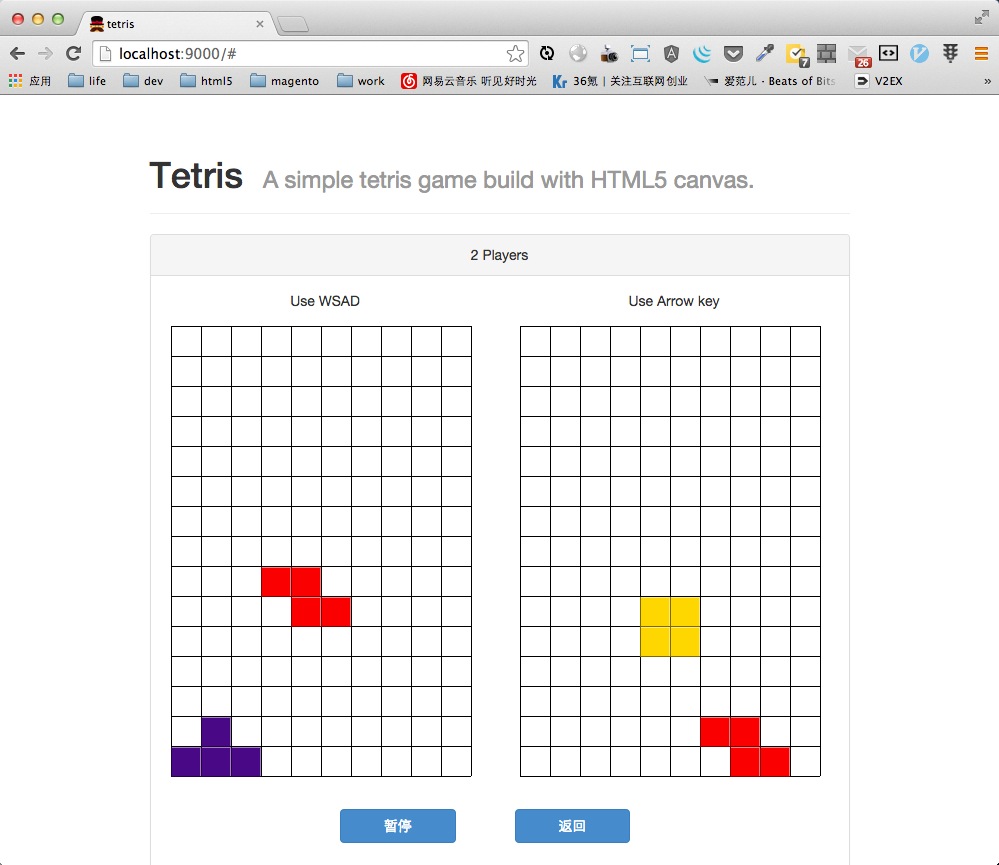 tetris
localhost:9000/#
7
26
应用 life dev html5 magento work 网易云音乐 听见好时光 Kr 36氪 | 关注互联网创业 爱范儿 · Beats of Bits V2EX »
Tetris A simple tetris game build with HTML5 canvas.
2 Players
Use WSAD Use Arrow key
暂停 返回